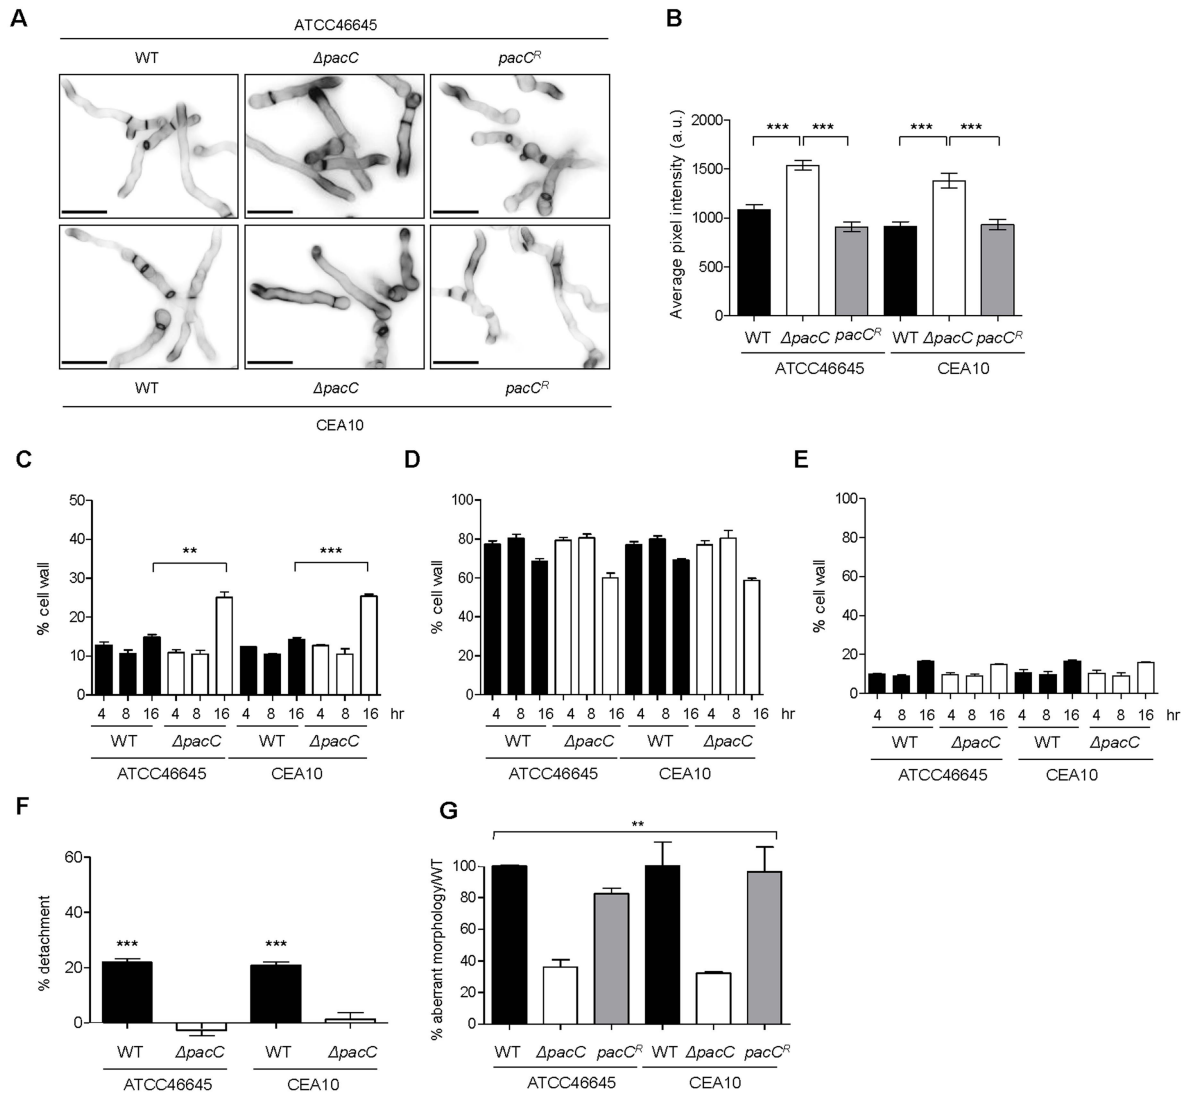 A
ATCC46645
WT ΔpacC pacCR
WT ΔpacC pacCR
CEA10
B
Average pixel intensity (a.u.)
2000
1500
1000
500
0
*** *** *** ***
WT ΔpacC pacCR WT ΔpacC pacCR
ATCC46645 CEA10
C
% cell wall
50
40
30
20
10
0
** ***
4 8 16 4 8 16 4 8 16 4 8 16 hr
WT ΔpacC WT ΔpacC
ATCC46645 CEA10
D
% cell wall
100
80
60
40
20
0
4 8 16 4 8 16 4 8 16 4 8 16 hr
WT ΔpacC WT ΔpacC
ATCC46645 CEA10
E
% cell wall
100
80
60
40
20
0
4 8 16 4 8 16 4 8 16 4 8 16 hr
WT ΔpacC WT ΔpacC
ATCC46645 CEA10
F
% detachment
60
40
20
0
*** ***
WT ΔpacC WT ΔpacC
ATCC46645 CEA10
G
% aberrant morphology/WT
100
80
60
40
20
0
**
WT ΔpacC pacCR WT ΔpacC pacCR
ATCC46645 CEA10